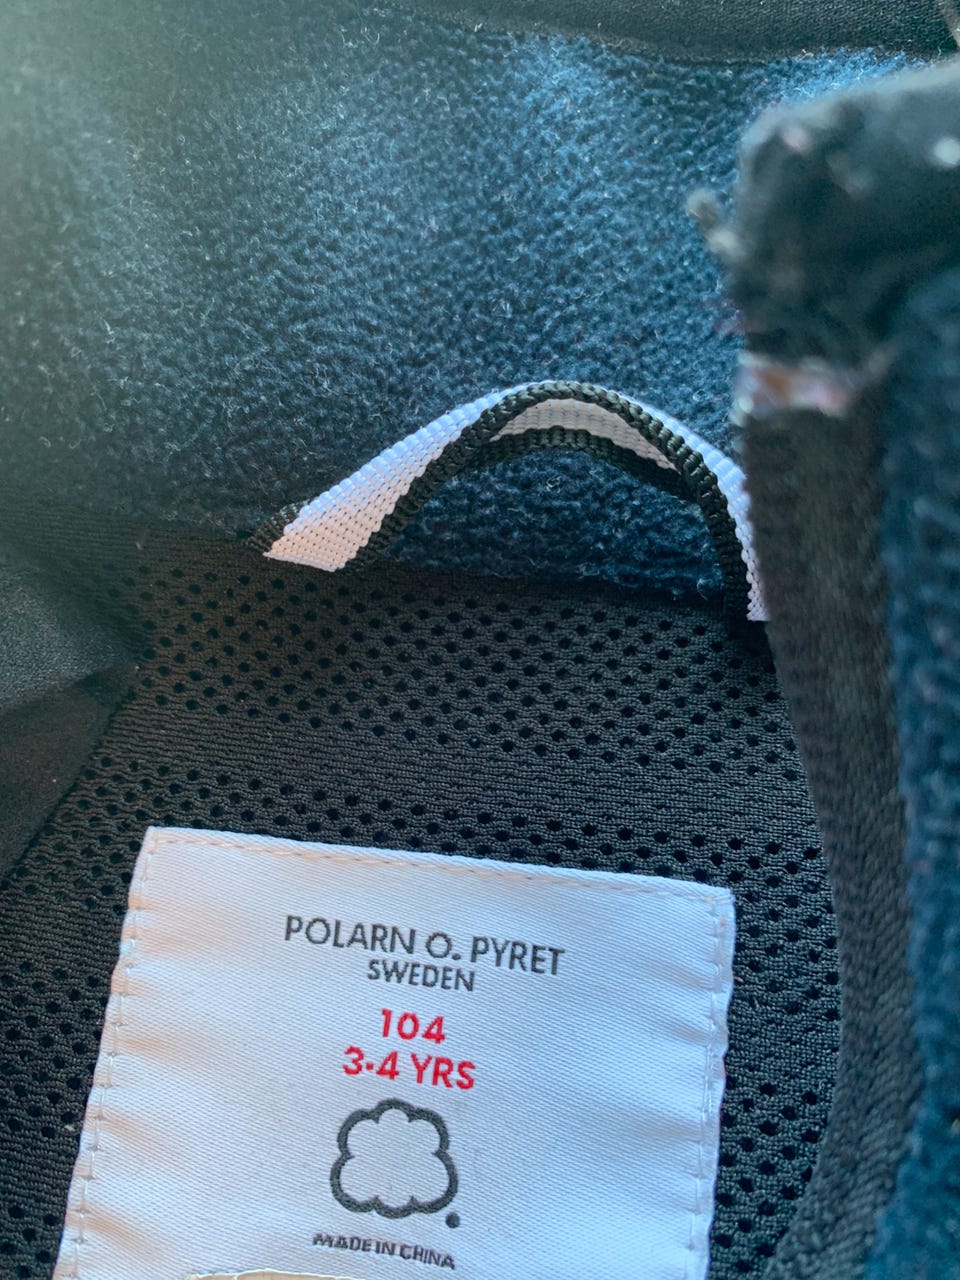 POLARN O. PYRET
SWEDEN
104
3-4 YRS
MADE IN CHINA